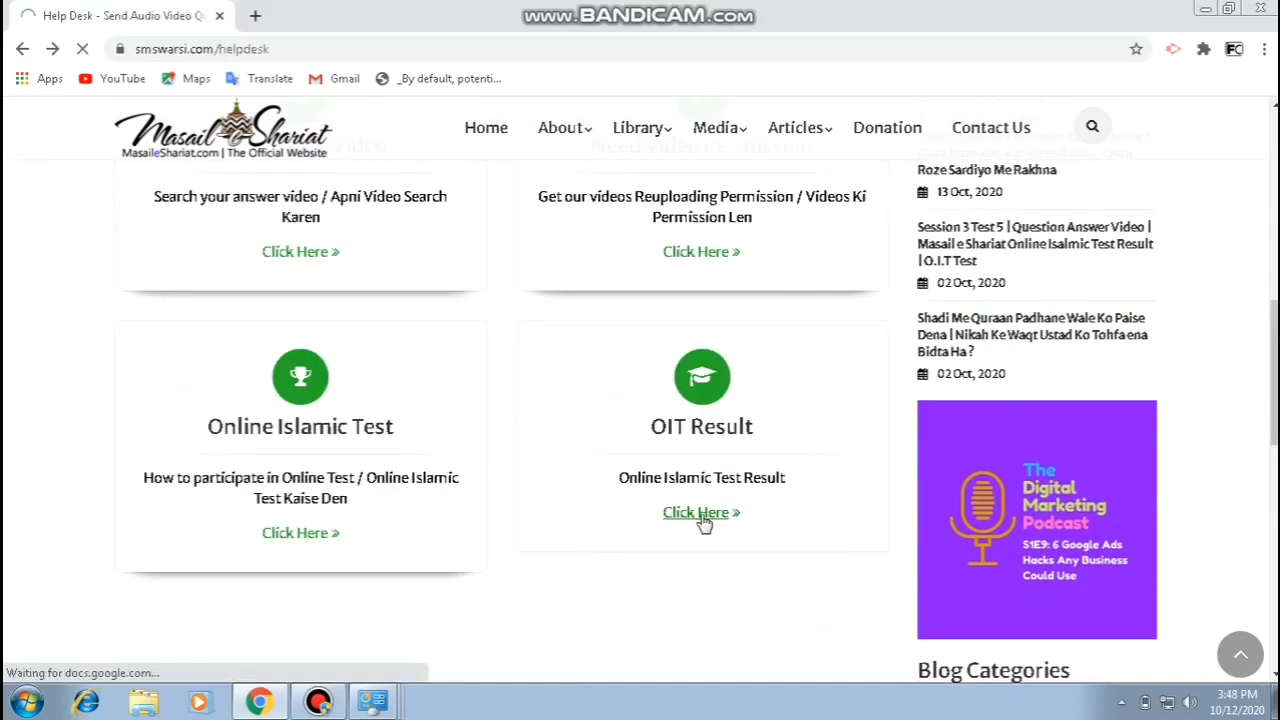 Help Desk - Send Audio Video Q
www.BANDICAM.com
smswarsi.com/helpdesk
FC
Apps
YouTube
Maps
Translate
Gmail
_By default, potenti...
Masail e Shariat
MasaileShariat.com | The Official Website
Home
About
Library
Media
Articles
Donation
Contact Us
Search your answer video / Apni Video Search
Karen
Click Here »
Get our videos Reuploading Permission / Videos Ki
Permission Len
Click Here »
Online Islamic Test
How to participate in Online Test / Online Islamic
Test Kaise Den
Click Here »
OIT Result
Online Islamic Test Result
Click Here »
Roze Sardiyo Me Rakhna
13 Oct, 2020
Session 3 Test 5 | Question Answer Video |
Masail e Shariat Online Isalmic Test Result
| O.I.T Test
02 Oct, 2020
Shadi Me Quraan Padhane Wale Ko Paise
Dena | Nikah Ke Waqt Ustad Ko Tohfa ena
Bidta Ha ?
02 Oct, 2020
The
Digital
Marketing
Podcast
S1E9: 6 Google Ads
Hacks Any Business
Could Use
Blog Categories
Waiting for docs.google.com...
3:48 PM
10/12/2020